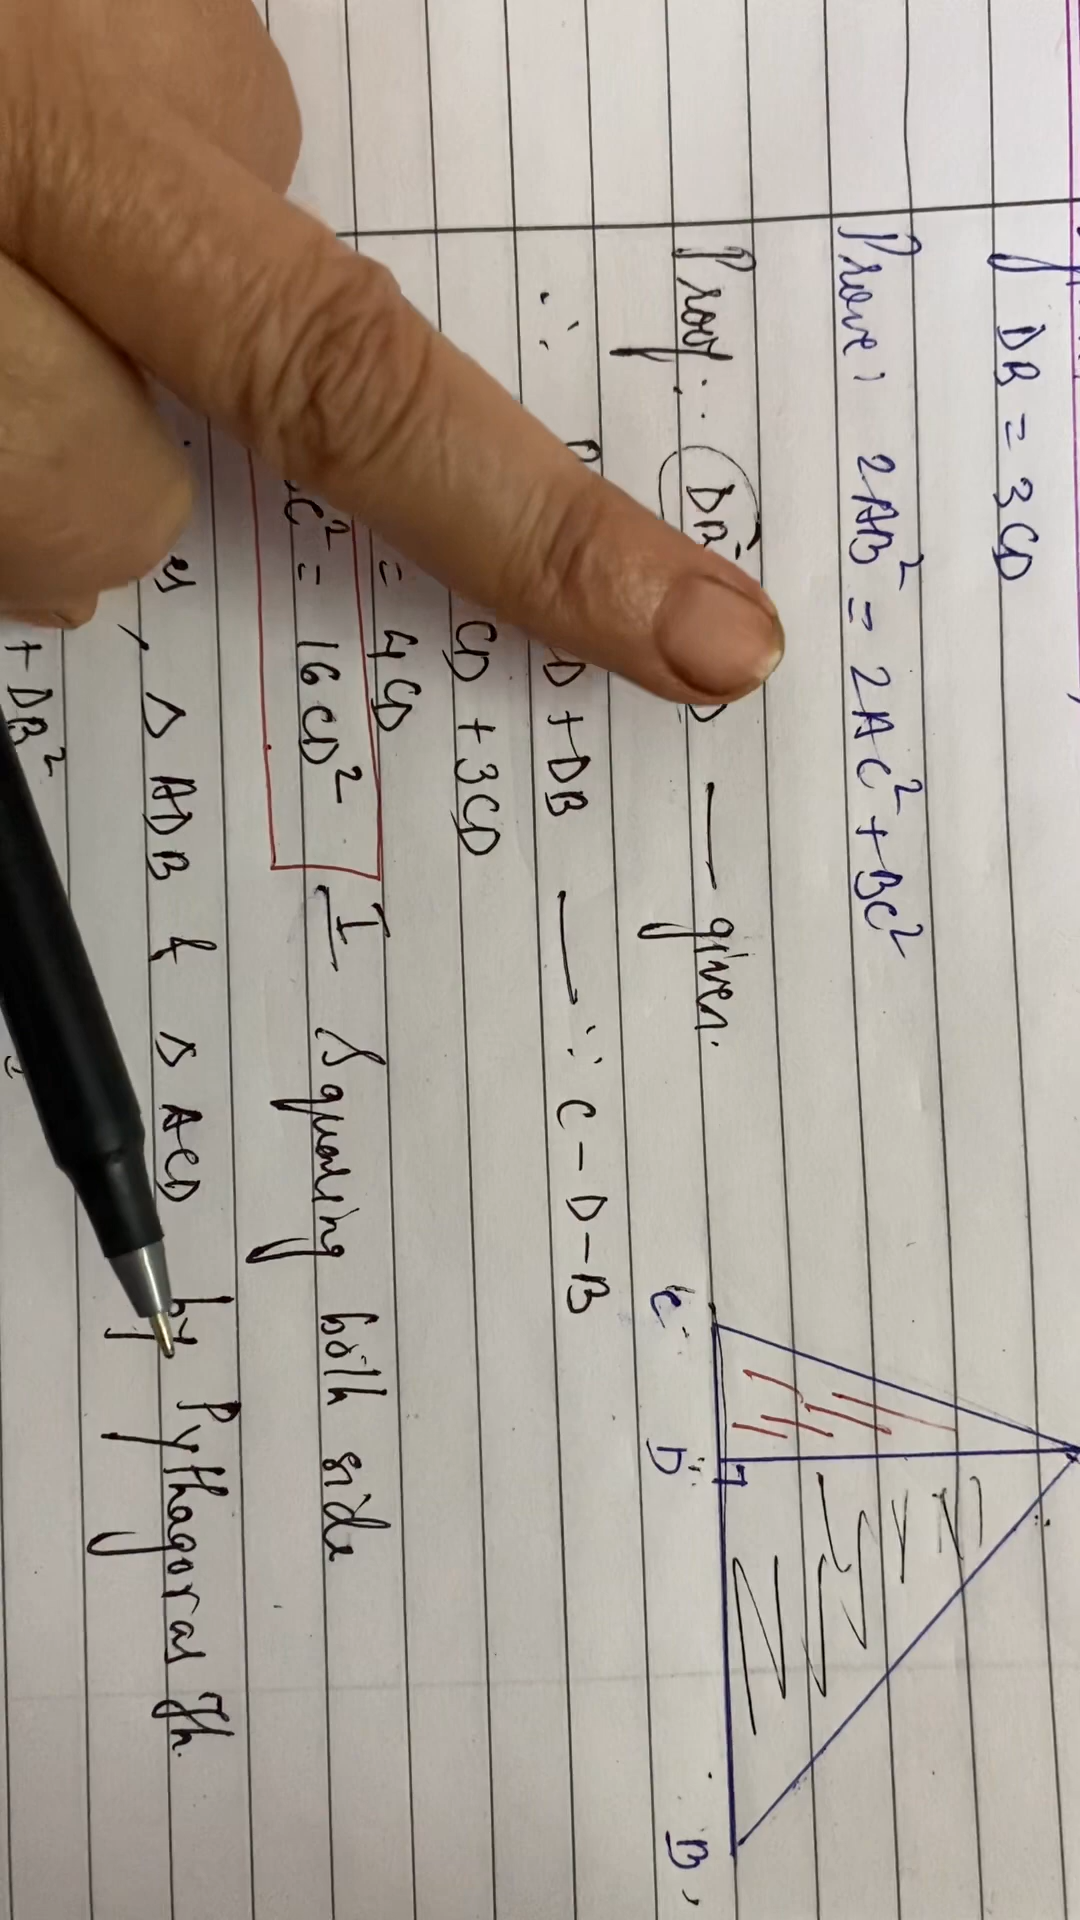 DB = 3CD
Prove : 2AB² = 2AC² + BC²
Proof : DB — given.
∴ D + DB — ∵ C - D - B
CD + 3CD
= 4CD
C² = 16CD² I Squaring both side
, Δ ADB & Δ ACD by Pythagoras Th.
+ DB²
C
D
B